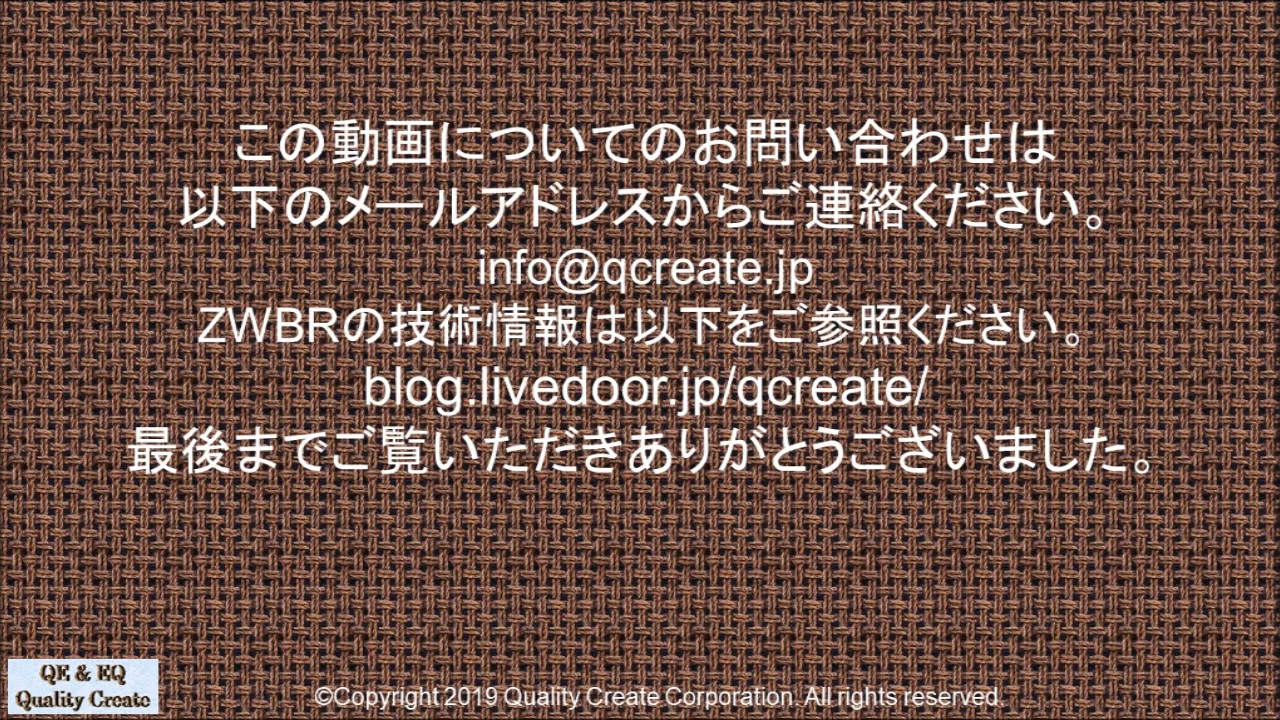 この動画についてのお問い合わせは
以下のメールアドレスからご連絡ください。
info@qcreate.jp
ZWBRの技術情報は以下をご参照ください。
blog.livedoor.jp/qcreate/
最後までご覧いただきありがとうございました。
QE & EQ
Quality Create
©Copyright 2019 Quality Create Corporation. All rights reserved.